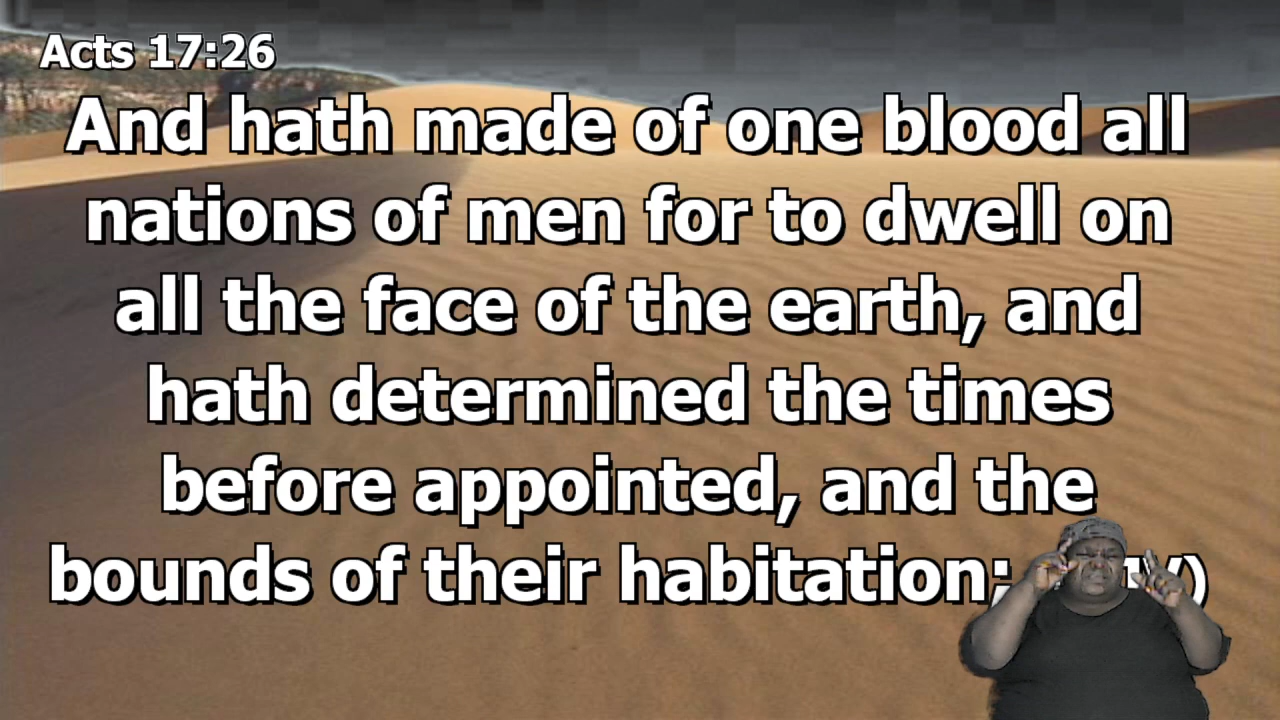 Acts 17:26
And hath made of one blood all
nations of men for to dwell on
all the face of the earth, and
hath determined the times
before appointed, and the
bounds of their habitation;